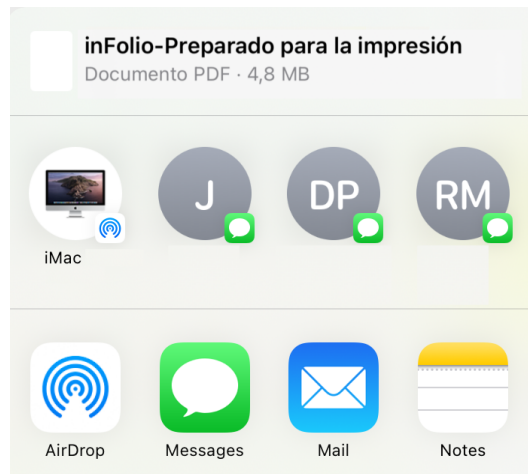 inFolio-Preparado para la impresión
Documento PDF · 4,8 MB
J
DP
RM
iMac
AirDrop
Messages
Mail
Notes